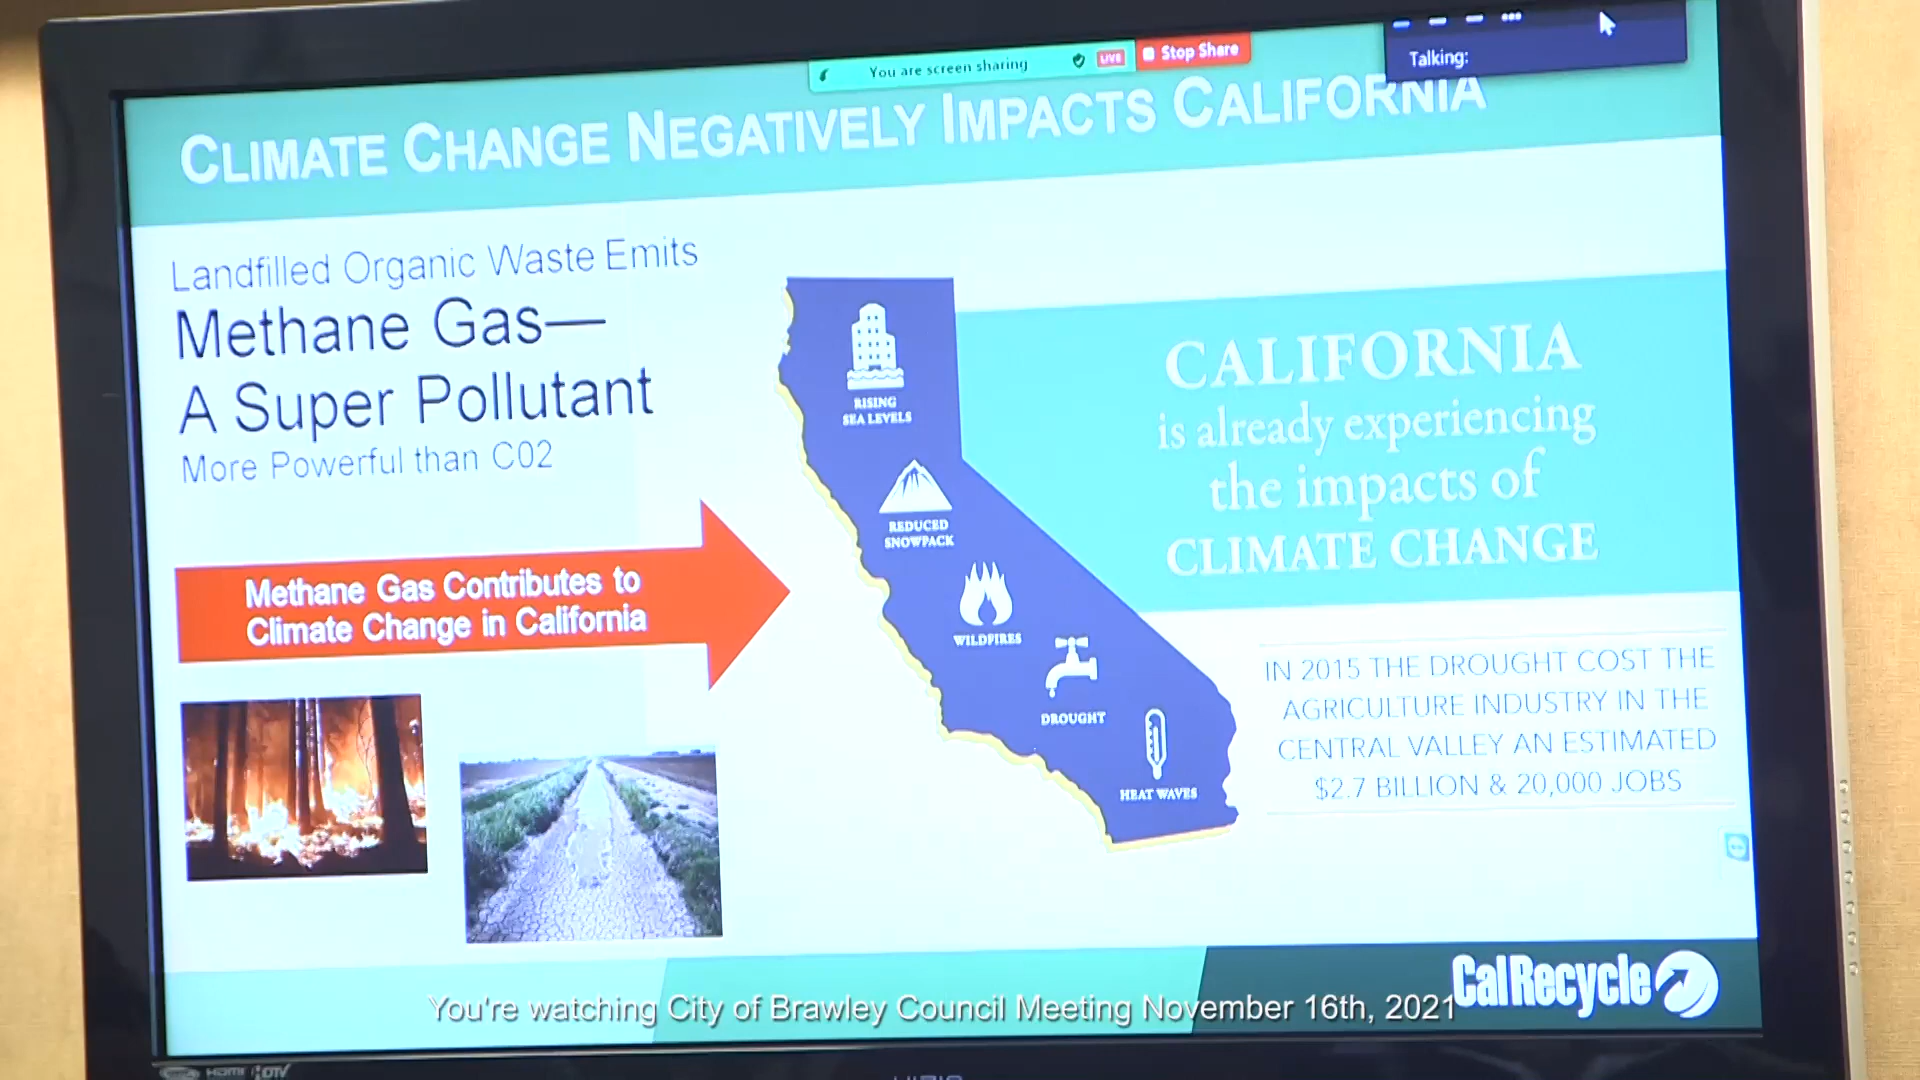 You are screen sharing
LIVE
Stop Share
Talking:
CLIMATE CHANGE NEGATIVELY IMPACTS CALIFORNIA
Landfilled Organic Waste Emits
Methane Gas—
A Super Pollutant
More Powerful than CO2
Methane Gas Contributes to
Climate Change in California
RISING
SEA LEVELS
REDUCED
SNOWPACK
WILDFIRES
DROUGHT
HEAT WAVES
CALIFORNIA
is already experiencing
the impacts of
CLIMATE CHANGE
IN 2015 THE DROUGHT COST THE
AGRICULTURE INDUSTRY IN THE
CENTRAL VALLEY AN ESTIMATED
$2.7 BILLION & 20,000 JOBS
CalRecycle
You're watching City of Brawley Council Meeting November 16th, 2021
HDMI HDTV